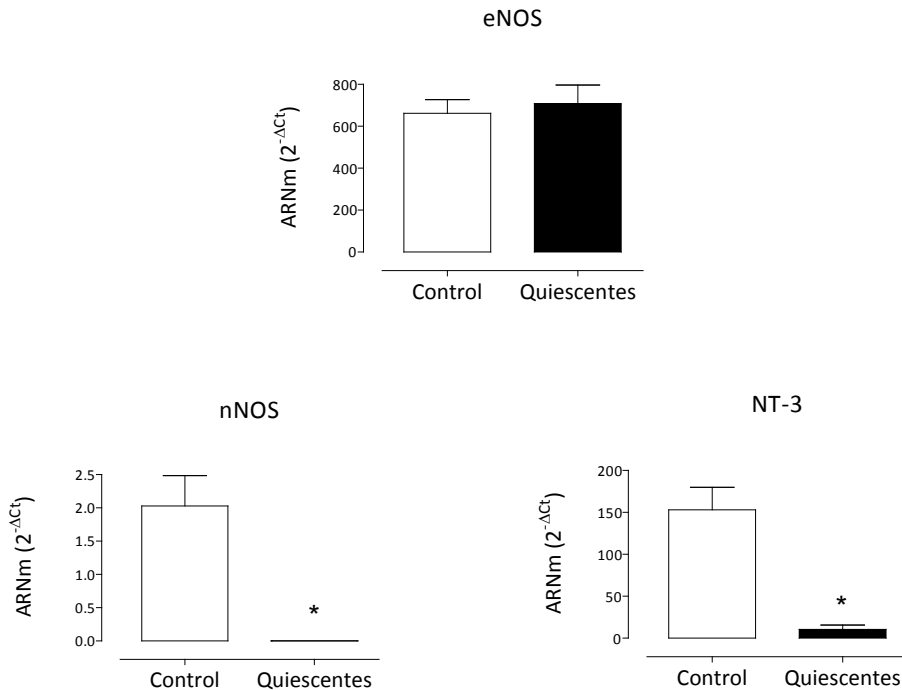 eNOS
ARNm (2^-ΔCt)
800
600
400
200
0
Control Quiescentes
nNOS
ARNm (2^-ΔCt)
2.5
2.0
1.5
1.0
0.5
0.0
*
Control Quiescentes
NT-3
ARNm (2^-ΔCt)
200
150
100
50
0
*
Control Quiescentes